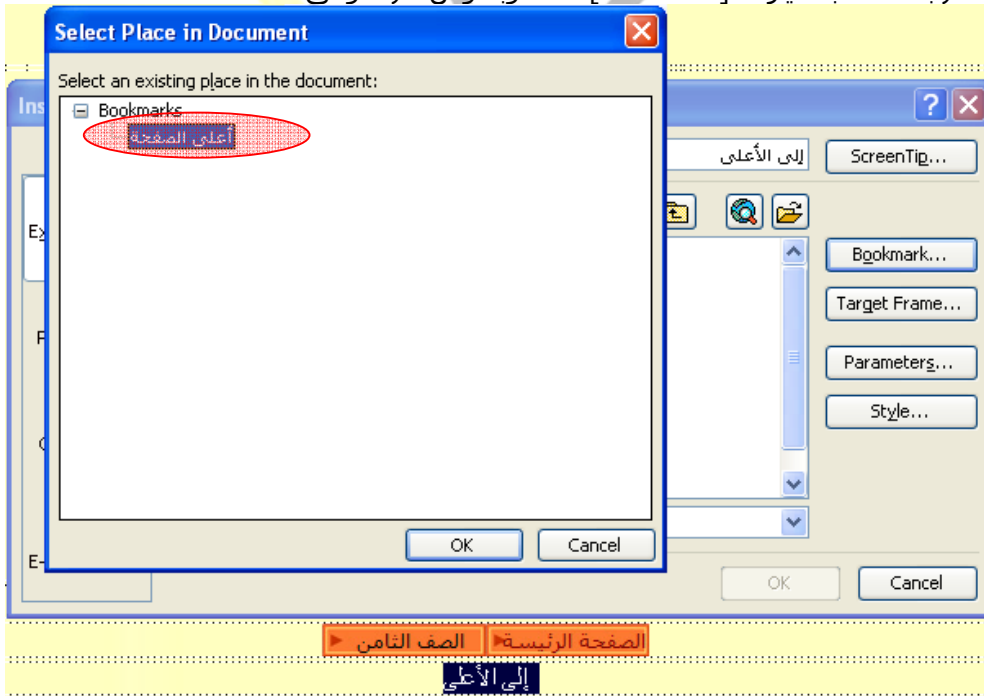 Select Place in Document
Select an existing place in the document:
Bookmarks
أعلى الصفحة
Ins
إلى الأعلى
ScreenTip...
Bookmark...
Target Frame...
Parameters...
Style...
E-
OK
Cancel
OK
Cancel
الصفحة الرئيسة
الصف الثامن
إلى الأعلى